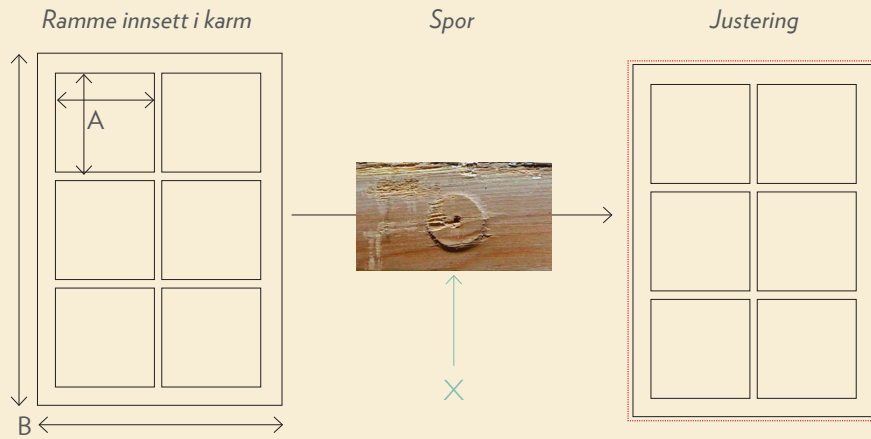 Ramme innsett i karm
Spor
Justering
A
B
X